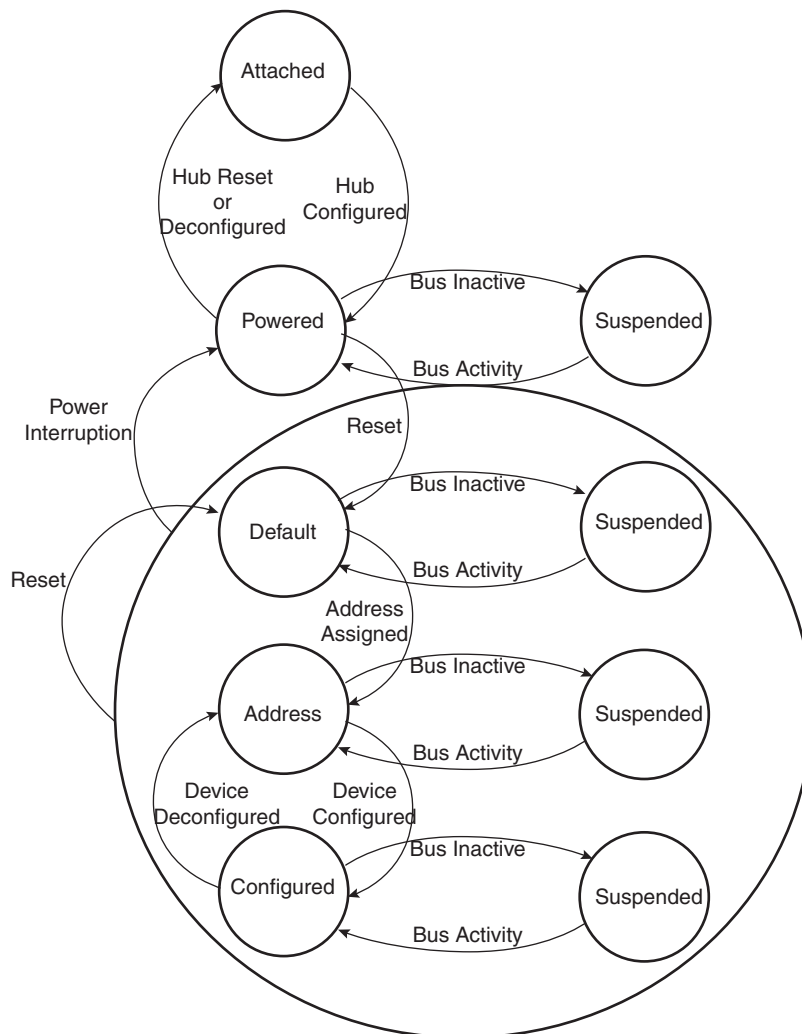 Attached
Hub Reset
or
Deconfigured
Hub
Configured
Bus Inactive
Powered
Suspended
Bus Activity
Power
Interruption
Reset
Bus Inactive
Default
Suspended
Bus Activity
Reset
Address
Assigned
Bus Inactive
Address
Suspended
Bus Activity
Device
Deconfigured
Device
Configured
Bus Inactive
Configured
Suspended
Bus Activity